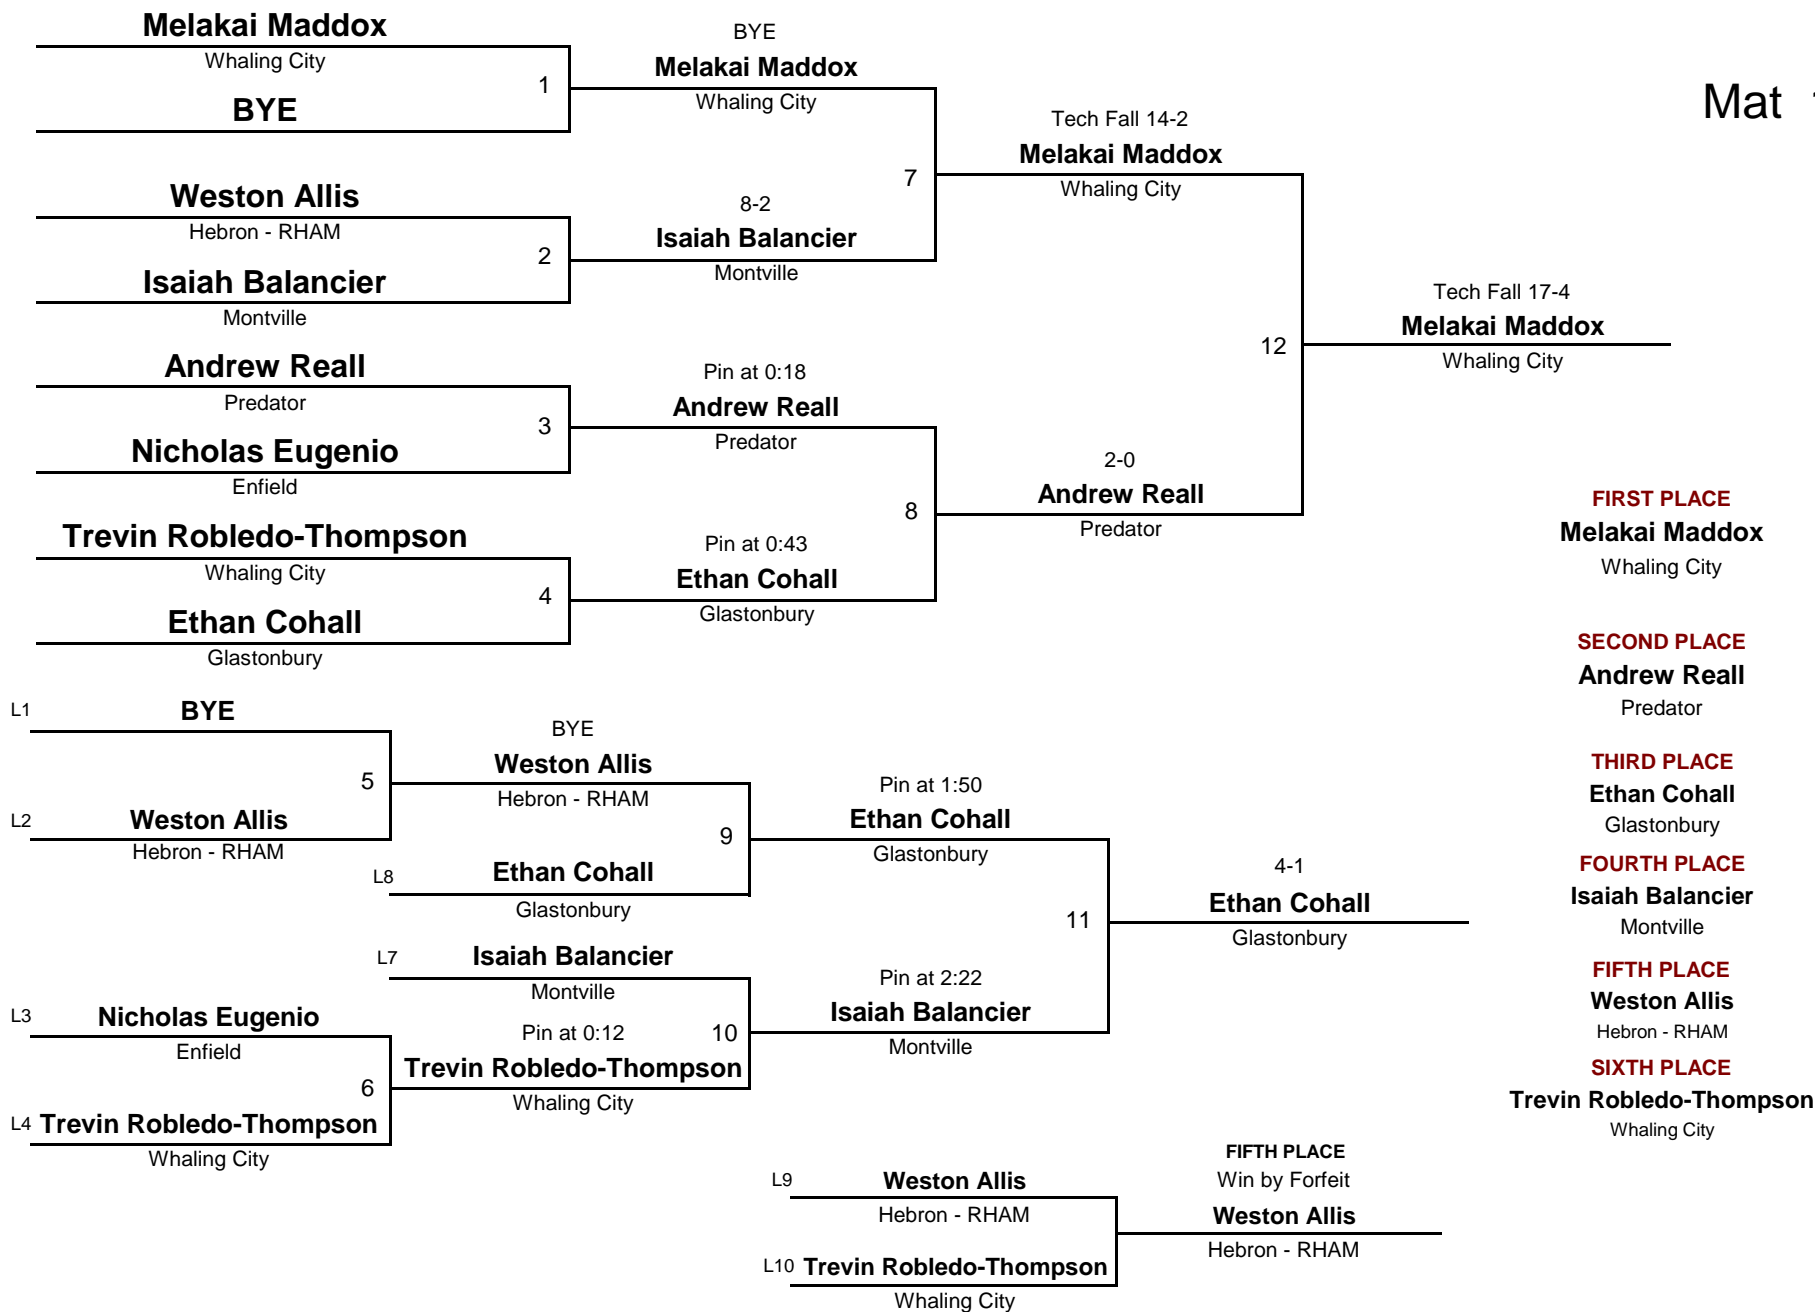 Melakai Maddox
Whaling City
1
BYE
Weston Allis
Hebron - RHAM
2
Isaiah Balancier
Montville
Andrew Reall
Predator
3
Nicholas Eugenio
Enfield
Trevin Robledo-Thompson
Whaling City
4
Ethan Cohall
Glastonbury
BYE
Melakai Maddox
Whaling City
7
8-2
Isaiah Balancier
Montville
Pin at 0:18
Andrew Reall
Predator
8
Pin at 0:43
Ethan Cohall
Glastonbury
Tech Fall 14-2
Melakai Maddox
Whaling City
12
2-0
Andrew Reall
Predator
Tech Fall 17-4
Melakai Maddox
Whaling City
Mat
L1
BYE
5
L2
Weston Allis
Hebron - RHAM
L3
Nicholas Eugenio
Enfield
6
L4
Trevin Robledo-Thompson
Whaling City
BYE
Weston Allis
Hebron - RHAM
9
L8
Ethan Cohall
Glastonbury
L7
Isaiah Balancier
Montville
10
Pin at 0:12
Trevin Robledo-Thompson
Whaling City
Pin at 1:50
Ethan Cohall
Glastonbury
11
Pin at 2:22
Isaiah Balancier
Montville
4-1
Ethan Cohall
Glastonbury
L9
Weston Allis
Hebron - RHAM
L10
Trevin Robledo-Thompson
Whaling City
FIFTH PLACE
Win by Forfeit
Weston Allis
Hebron - RHAM
FIRST PLACE
Melakai Maddox
Whaling City
SECOND PLACE
Andrew Reall
Predator
THIRD PLACE
Ethan Cohall
Glastonbury
FOURTH PLACE
Isaiah Balancier
Montville
FIFTH PLACE
Weston Allis
Hebron - RHAM
SIXTH PLACE
Trevin Robledo-Thompson
Whaling City